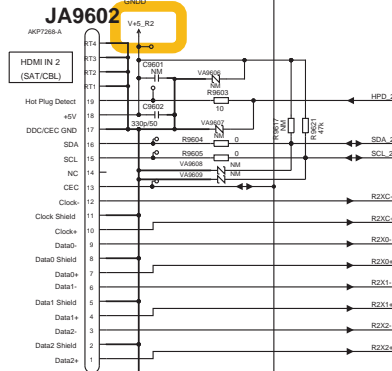 GNDD
JA9602
V+5_R2
AKP7268-A
RT4
HDMI IN 2
(SAT/CBL)
RT3
RT2
RT1
C9601
NM
VA9606
NM
Hot Plug Detect 19
R9603
10
HPD_2
+5V 18
C9602
330p/50
VA9607
NM
R9617
NM
R9621
47k
DDC/CEC GND 17
SDA 16
R9604 0
SDA_2
SCL 15
R9605 0
SCL_2
NC 14
VA9608 NM
VA9609 NM
CEC 13
Clock- 12
R2XC-
Clock Shield 11
Clock+ 10
R2XC+
Data0- 9
R2X0-
Data0 Shield 8
Data0+ 7
R2X0+
Data1- 6
R2X1-
Data1 Shield 5
Data1+ 4
R2X1+
Data2- 3
R2X2-
Data2 Shield 2
Data2+ 1
R2X2+